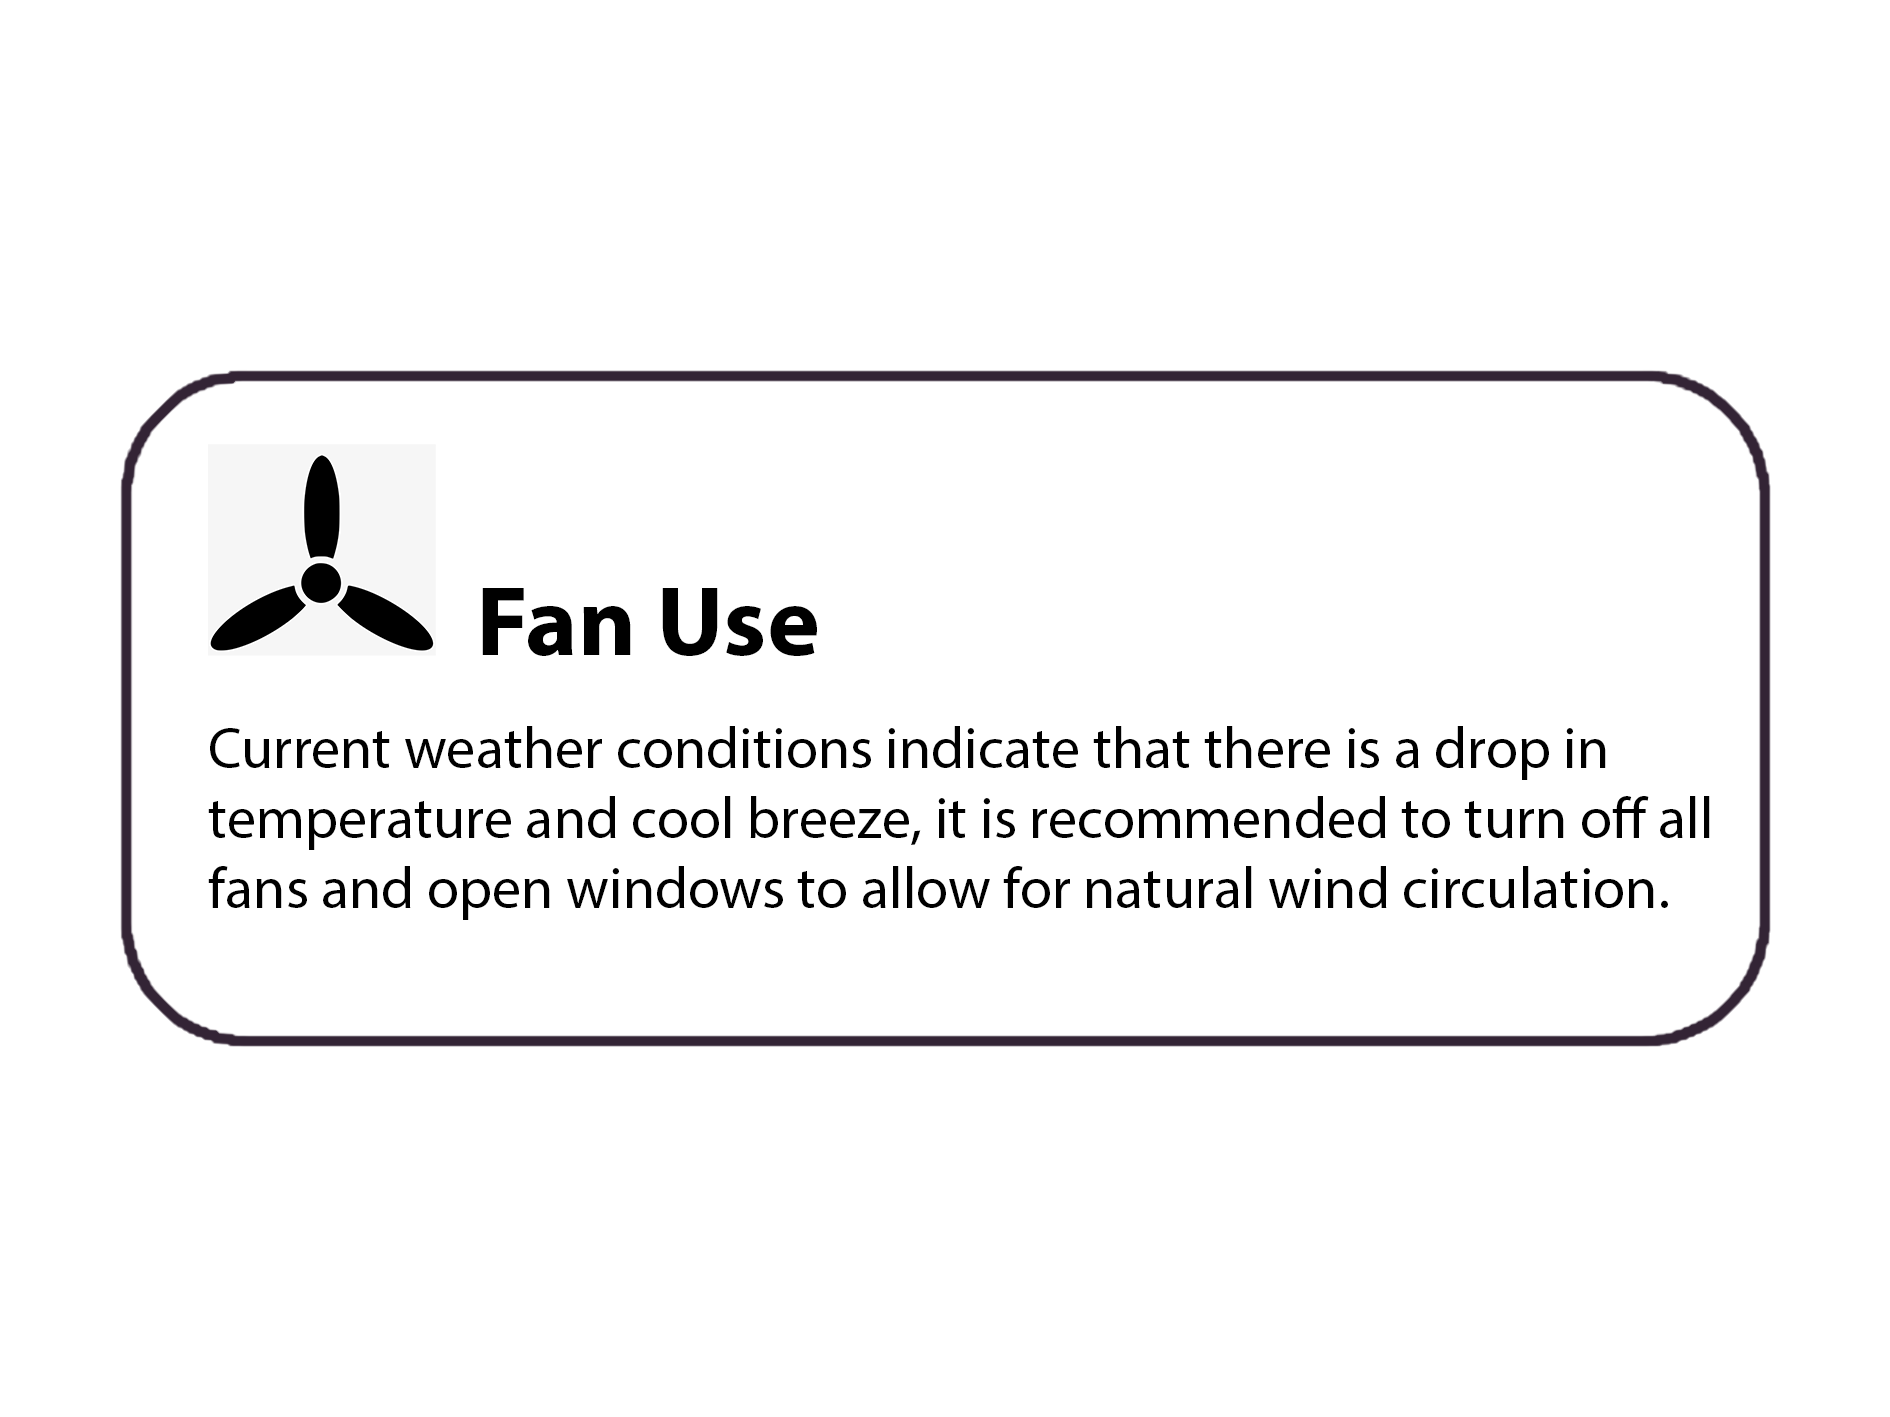 Fan Use
Current weather conditions indicate that there is a drop in
temperature and cool breeze, it is recommended to turn off all
fans and open windows to allow for natural wind circulation.